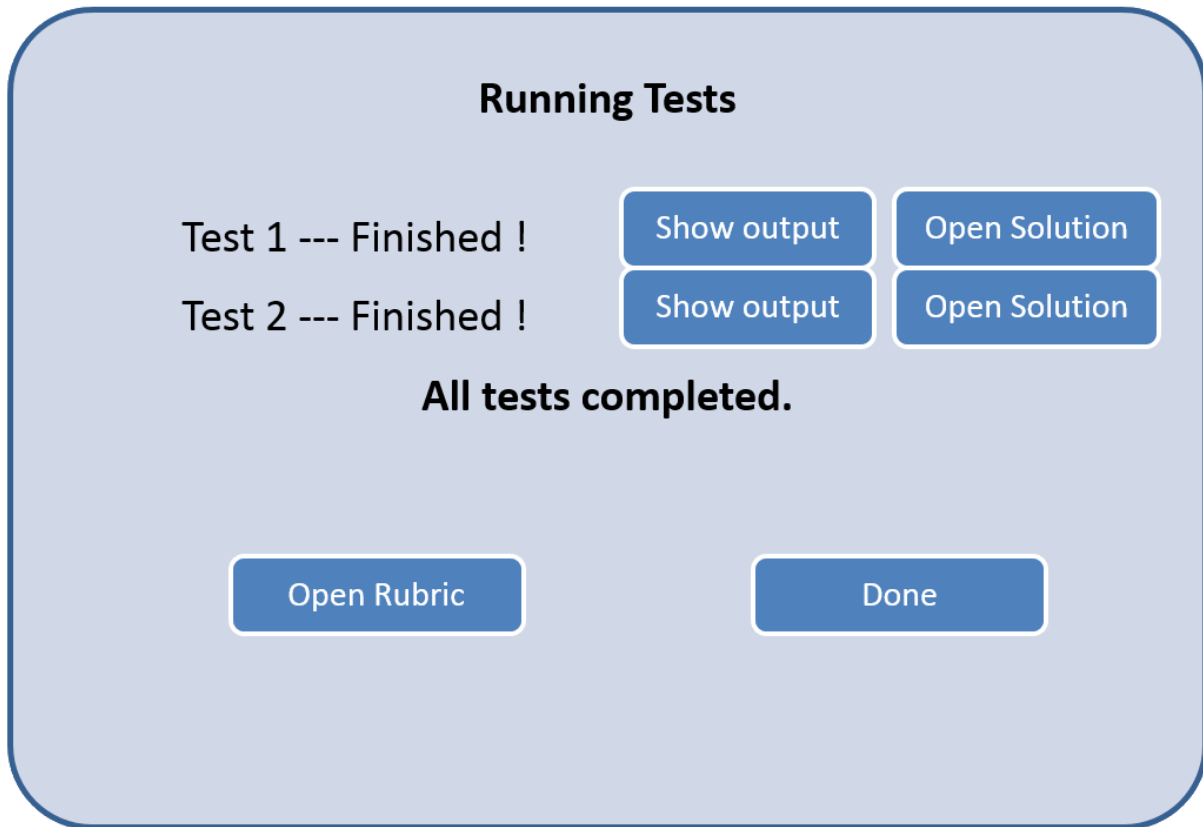 Running Tests
Test 1 --- Finished ! Show output Open Solution
Test 2 --- Finished ! Show output Open Solution
All tests completed.
Open Rubric Done